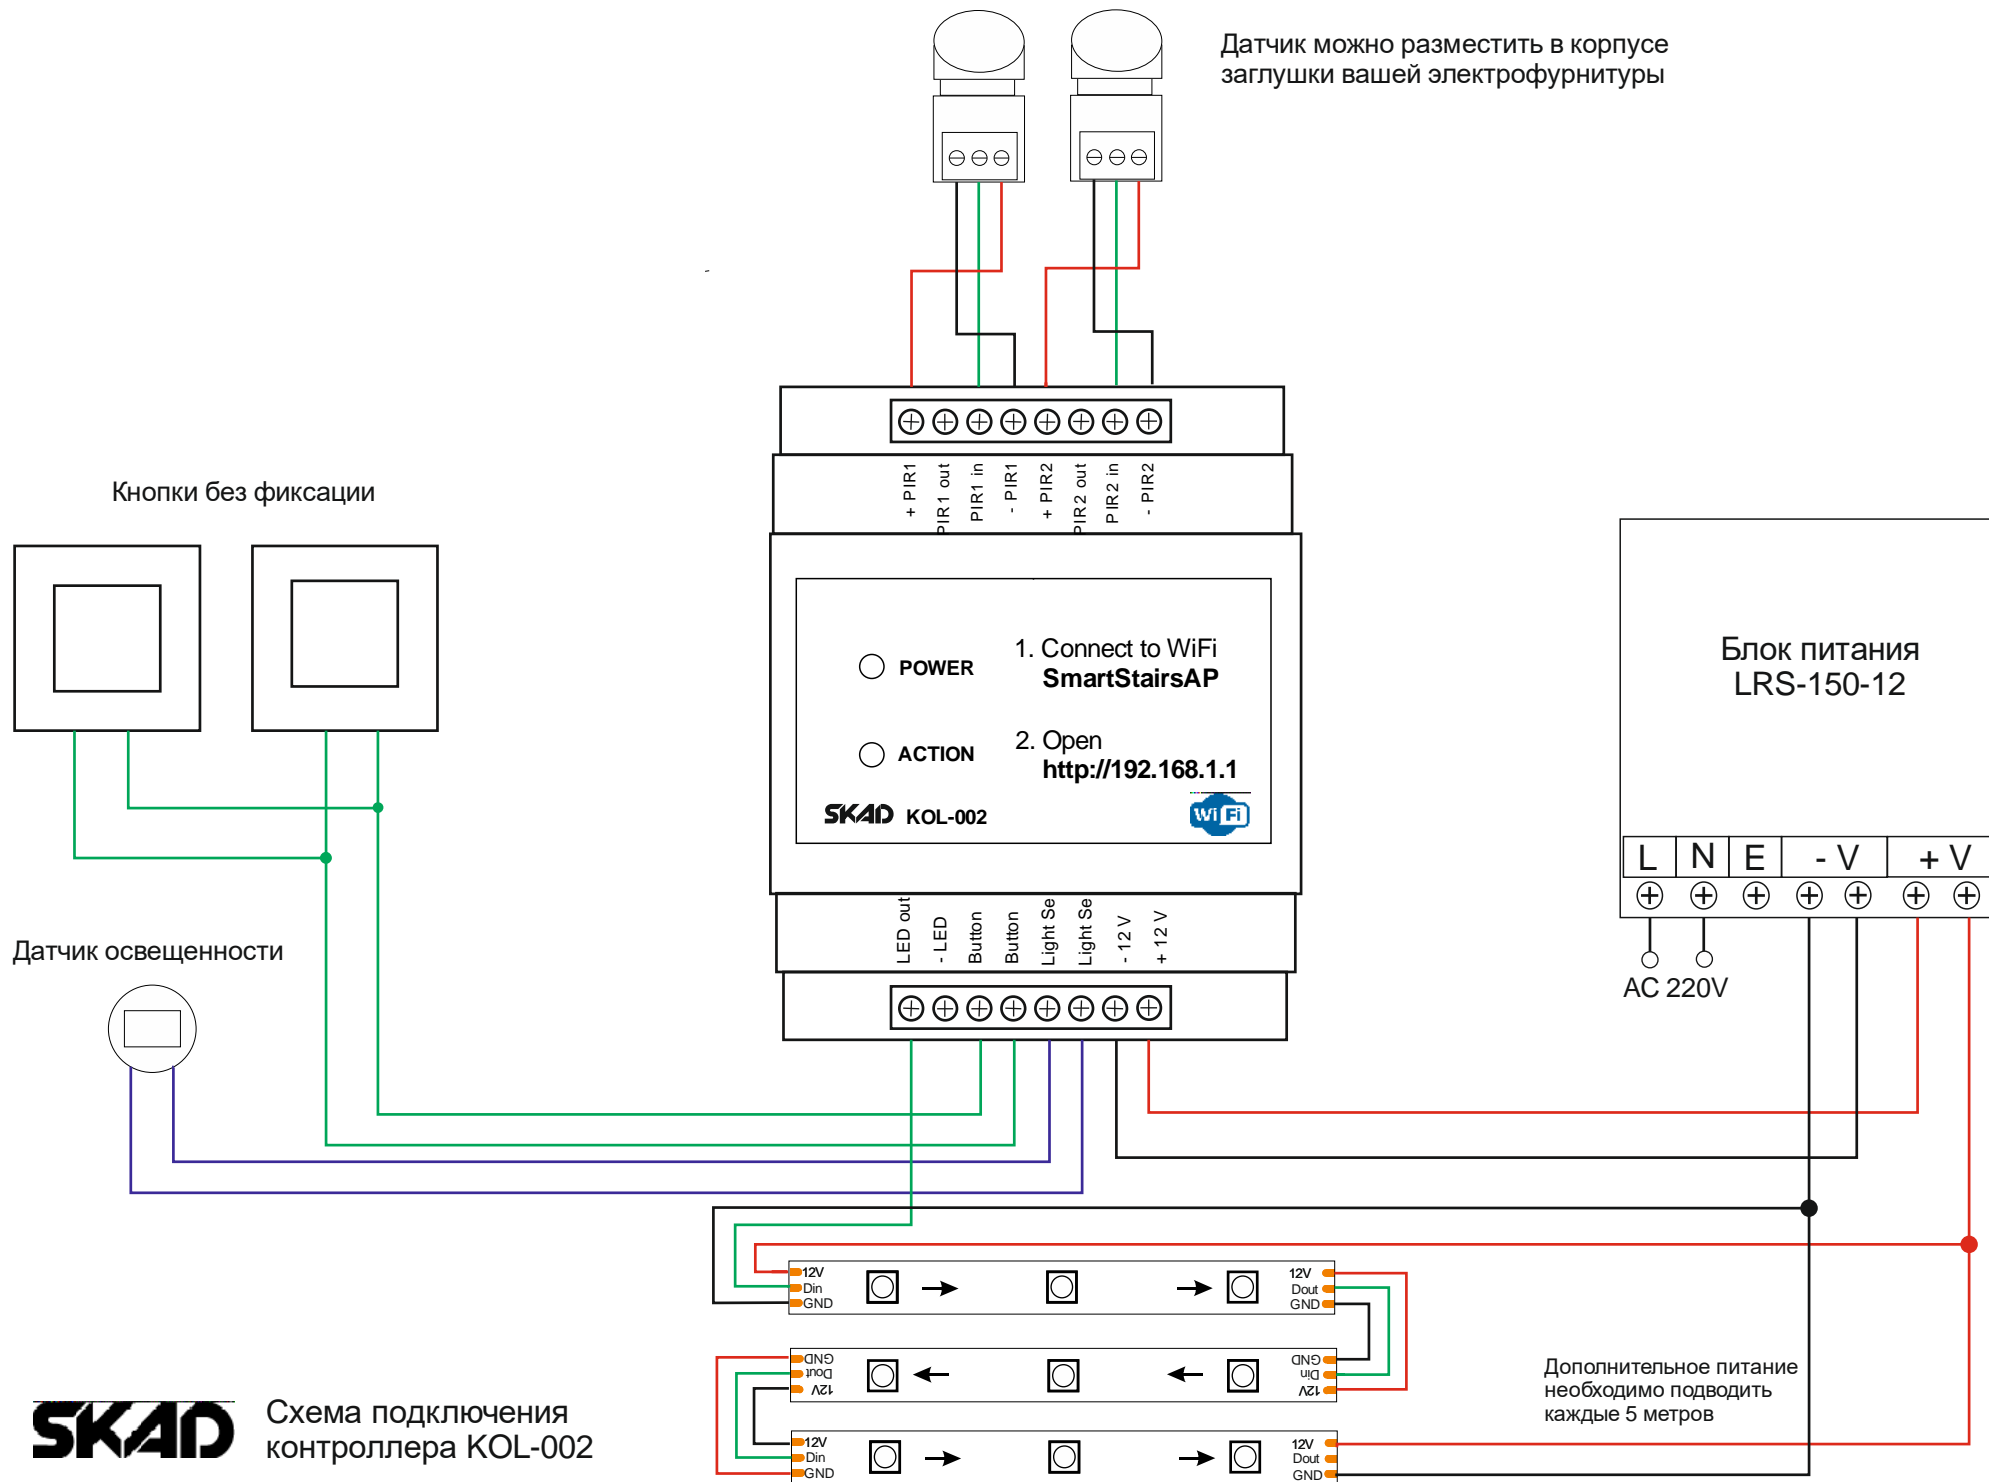 Датчик можно разместить в корпусе
заглушки вашей электрофурнитуры
+ PIR1
PIR1 out
PIR1 in
- PIR1
+ PIR2
PIR2 out
PIR2 in
- PIR2
Кнопки без фиксации
POWER
1. Connect to WiFi
SmartStairsAP
ACTION
2. Open
http://192.168.1.1
SKAD KOL-002
WiFi
Блок питания
LRS-150-12
L N E - V + V
AC 220V
LED out
- LED
Button
Button
Light Se
Light Se
- 12 V
+ 12 V
Датчик освещенности
12V
Din
GND
12V
Dout
GND
GND
Dout
12V
GND
Din
12V
12V
Din
GND
12V
Dout
GND
Дополнительное питание
необходимо подводить
каждые 5 метров
SKAD
Схема подключения
контроллера KOL-002